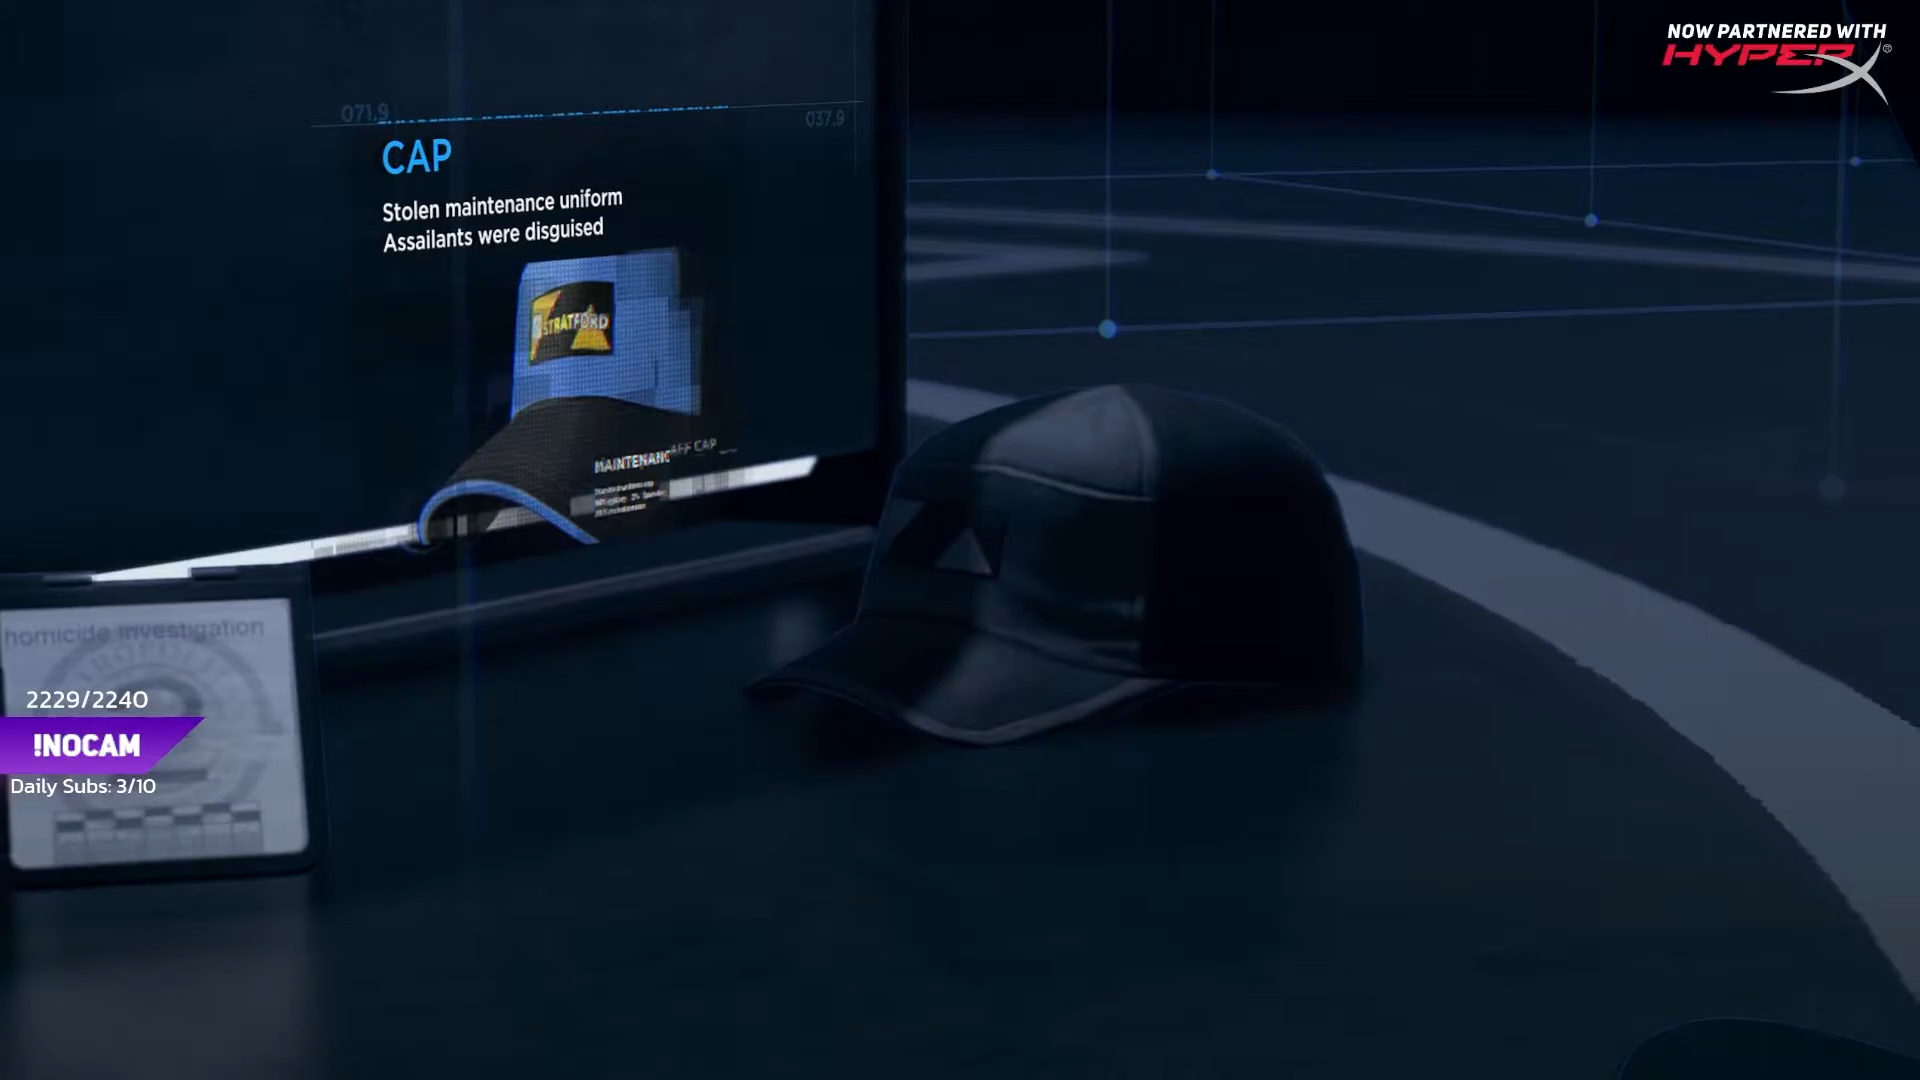 NOW PARTNERED WITH
HYPERX
071.9
037.9
CAP
Stolen maintenance uniform
Assailants were disguised
STRATFORD
homicide investigation
2229/2240
!NOCAM
Daily Subs: 3/10